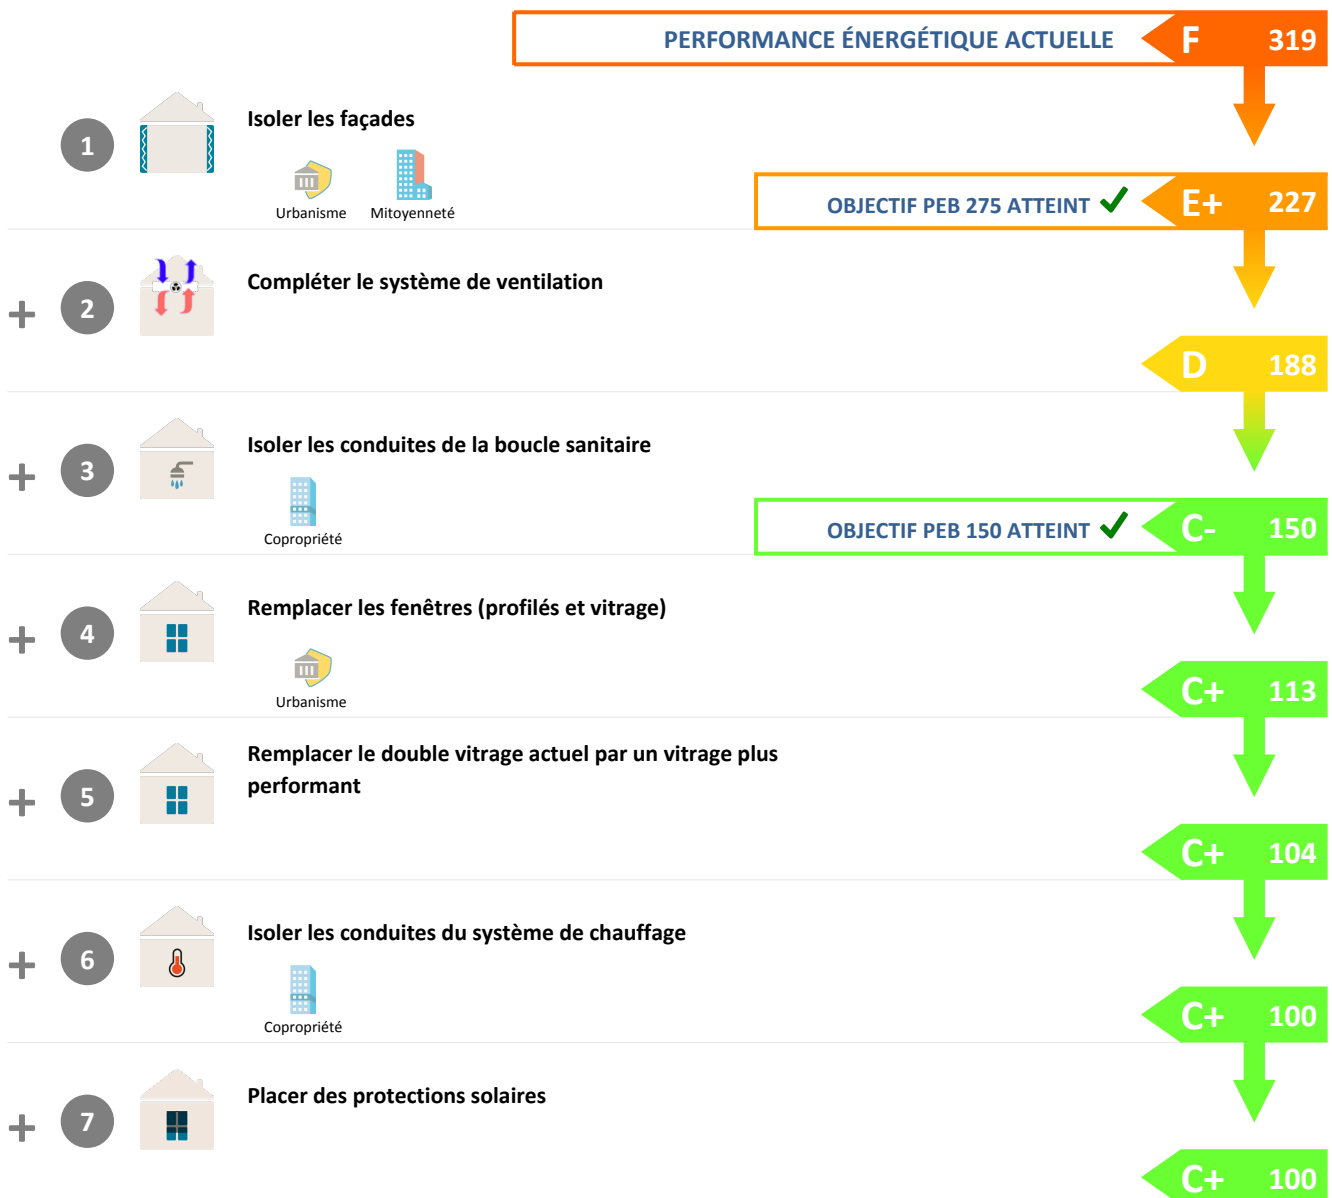 PERFORMANCE ÉNERGÉTIQUE ACTUELLE F 319
1 Isoler les façades
Urbanisme Mitoyenneté
OBJECTIF PEB 275 ATTEINT ✔ E+ 227
+ 2 Compléter le système de ventilation
D 188
+ 3 Isoler les conduites de la boucle sanitaire
Copropriété
OBJECTIF PEB 150 ATTEINT ✔ C- 150
+ 4 Remplacer les fenêtres (profilés et vitrage)
Urbanisme
C+ 113
Remplacer le double vitrage actuel par un vitrage plus
+ 5 performant
C+ 104
+ 6 Isoler les conduites du système de chauffage
Copropriété
C+ 100
+ 7 Placer des protections solaires
C+ 100